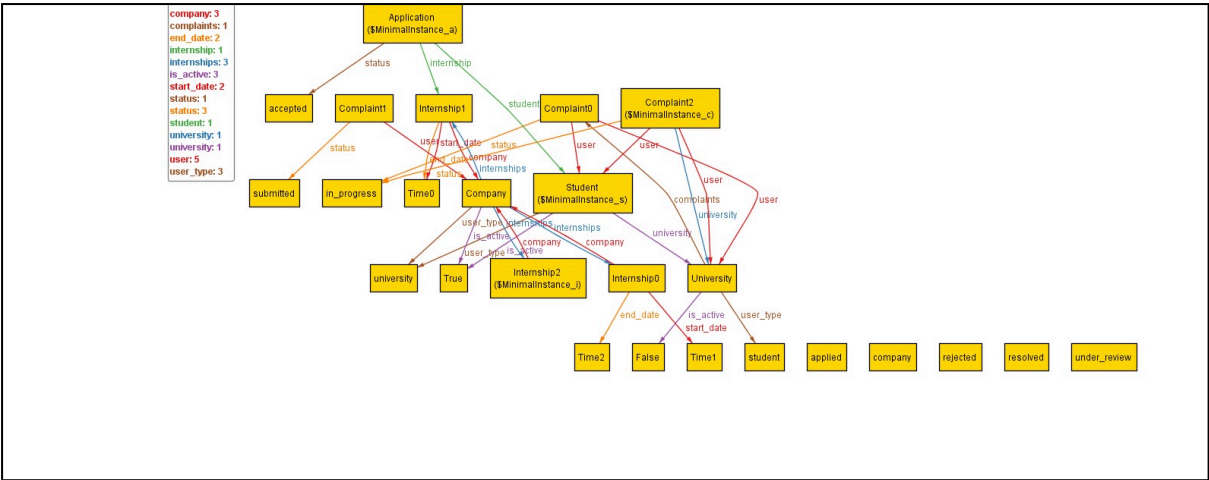 company: 3
complaints: 1
end_date: 2
internship: 1
internships: 3
is_active: 3
start_date: 2
status: 1
status: 3
student: 1
university: 1
university: 1
user: 5
user_type: 3
Application
($MinimalInstance_a)
status
internship
student
accepted
Complaint1
Internship1
Complaint0
Complaint2
($MinimalInstance_c)
status
user
start_date
end_date
company
status
internships
status
user
user
user
university
user
submitted
in_progress
Time0
Company
Student
($MinimalInstance_s)
complaints
user_type
is_active
user_type
is_active
internships
internships
company
company
university
university
True
Internship2
($MinimalInstance_i)
Internship0
University
end_date
start_date
is_active
user_type
Time2
False
Time1
student
applied
company
rejected
resolved
under_review